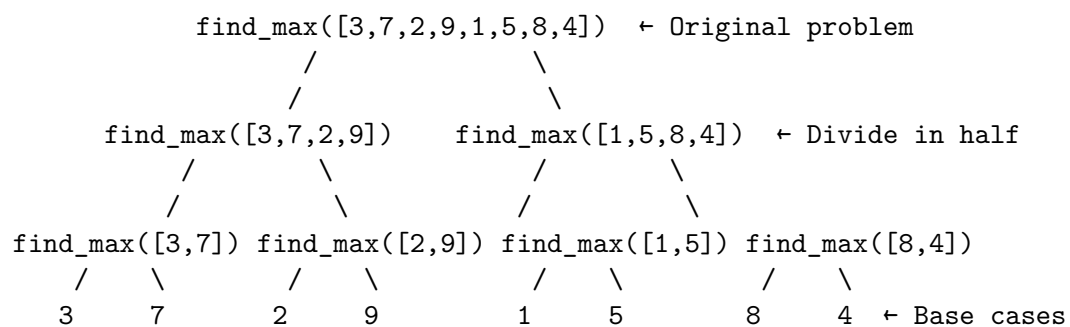 find_max([3,7,2,9,1,5,8,4]) ← Original problem
/ \
/ \
find_max([3,7,2,9]) find_max([1,5,8,4]) ← Divide in half
/ \ / \
/ \ / \
find_max([3,7]) find_max([2,9]) find_max([1,5]) find_max([8,4])
/ \ / \ / \ / \
3 7 2 9 1 5 8 4 ← Base cases